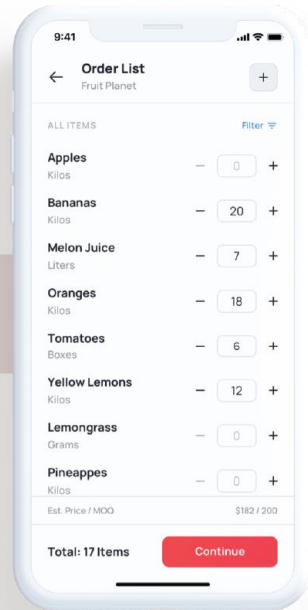 9:41
Order List
Fruit Planet
+
ALL ITEMS Filter
Apples
Kilos
− 0 +
Bananas
Kilos
− 20 +
Melon Juice
Liters
− 7 +
Oranges
Kilos
− 18 +
Tomatoes
Boxes
− 6 +
Yellow Lemons
Kilos
− 12 +
Lemongrass
Grams
− 0 +
Pineappes
Kilos
− 0 +
Est. Price / MOQ $182 / 200
Total: 17 Items Continue